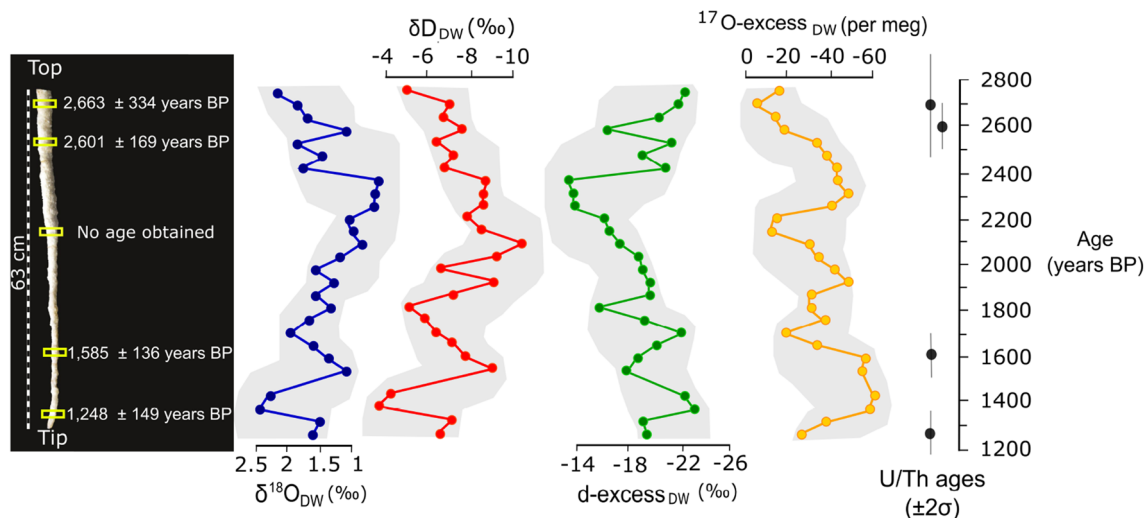 δD_DW (‰)
¹⁷O-excess _DW (per meg)
-4 -6 -8 -10
0 -20 -40 -60
Top
2,663 ± 334 years BP
2,601 ± 169 years BP
No age obtained
63 cm
1,585 ± 136 years BP
1,248 ± 149 years BP
Tip
2.5 2 1.5 1
δ¹⁸O_DW (‰)
-14 -18 -22 -26
d-excess_DW (‰)
2800
2600
2400
2200
2000
1800
1600
1400
1200
Age
(years BP)
U/Th ages
(±2σ)